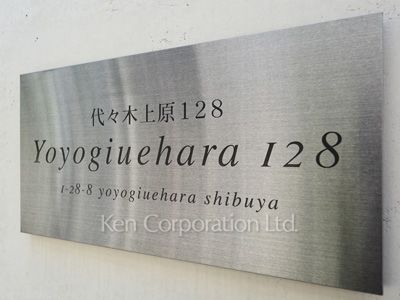 代々木上原128
Yoyogiuehara 128
1-28-8 yoyogiuehara shibuya
Ken Corporation Ltd.